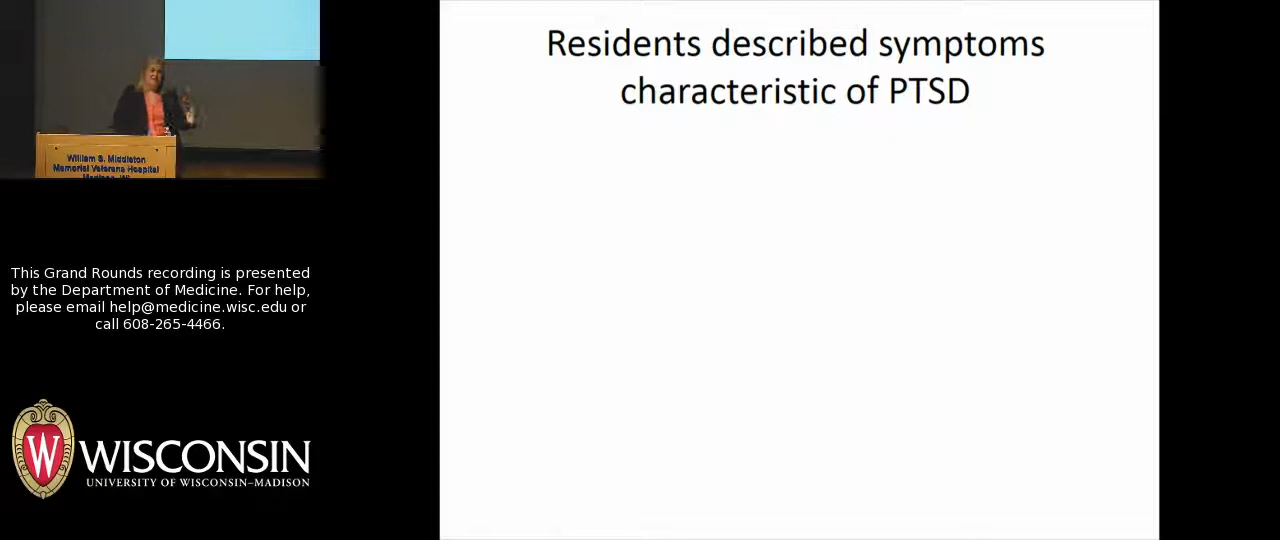 Residents described symptoms
characteristic of PTSD
William S. Middleton
Memorial Veterans Hospital
Madison, WI
This Grand Rounds recording is presented
by the Department of Medicine. For help,
please email help@medicine.wisc.edu or
call 608-265-4466.
W
WISCONSIN
UNIVERSITY OF WISCONSIN–MADISON